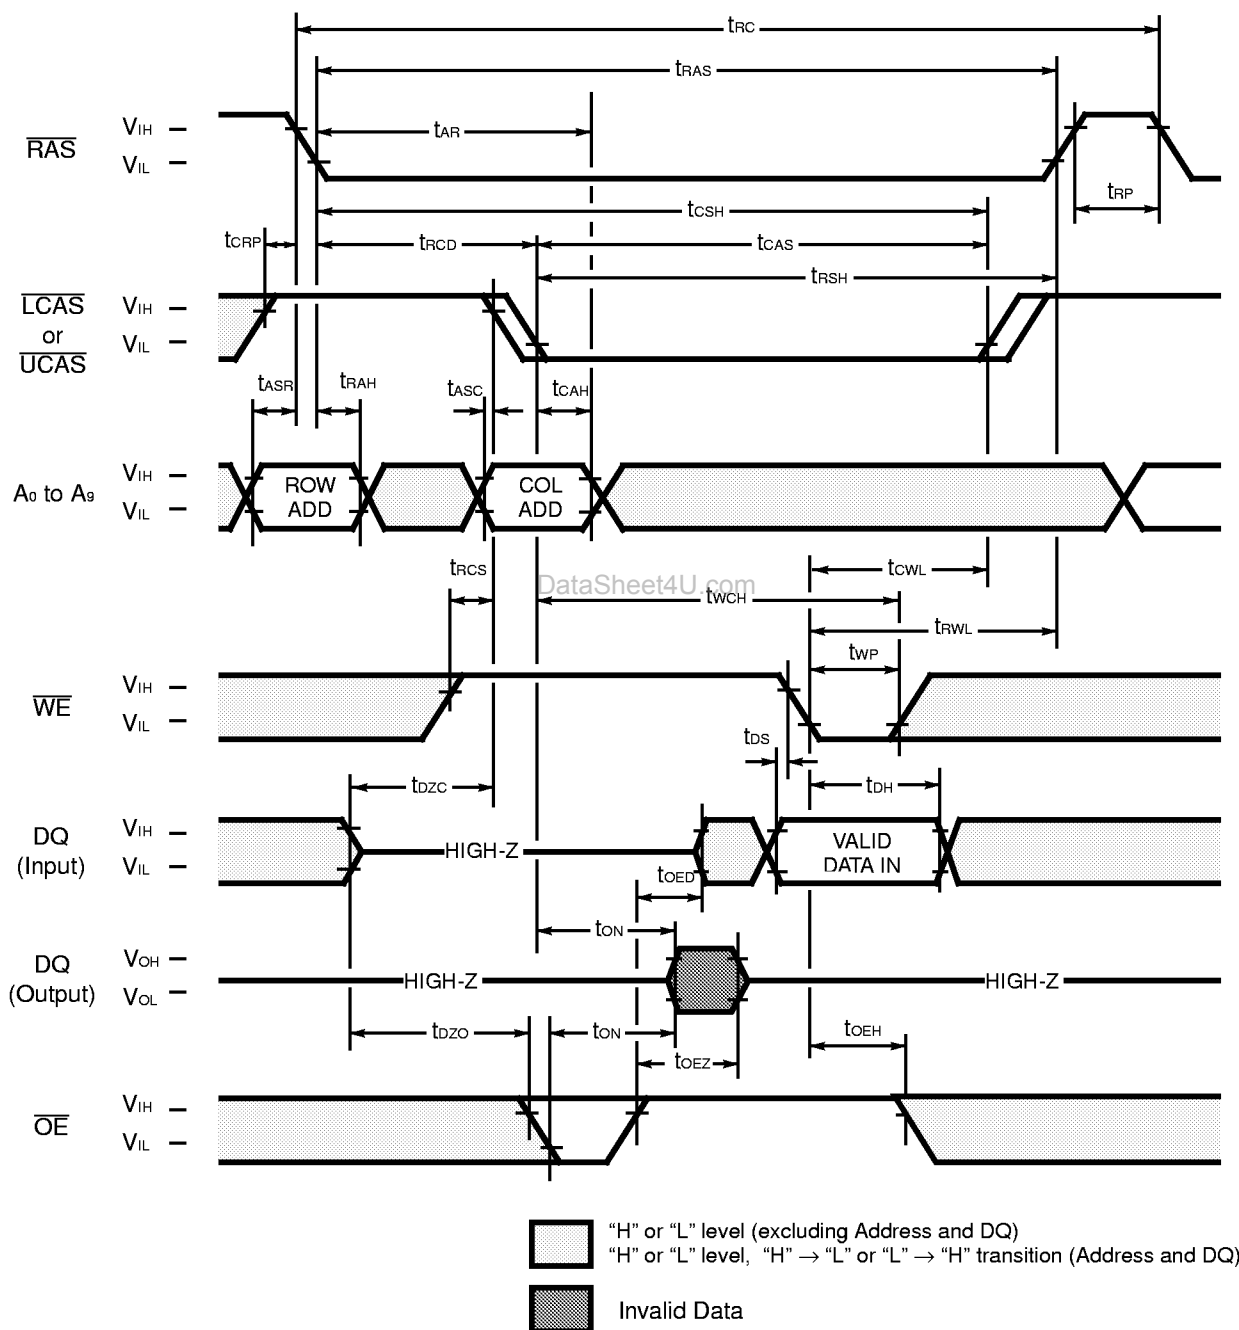 tRC
tRAS
RAS
VIH
VIL
tAR
tRP
tCSH
tCRP
tRCD
tCAS
tRSH
LCAS
or
UCAS
VIH
VIL
tASR
tRAH
tASC
tCAH
A0 to A9
VIH
VIL
ROW
ADD
COL
ADD
tRCS
DataSheet4U.com
tCWL
tWCH
tRWL
tWP
WE
VIH
VIL
tDS
tDZC
tDH
DQ
(Input)
VIH
VIL
HIGH-Z
VALID
DATA IN
tOED
tON
DQ
(Output)
VOH
VOL
HIGH-Z
HIGH-Z
tDZO
tON
tOEZ
tOEH
OE
VIH
VIL
“H” or “L” level (excluding Address and DQ)
“H” or “L” level, “H” → “L” or “L” → “H” transition (Address and DQ)
Invalid Data